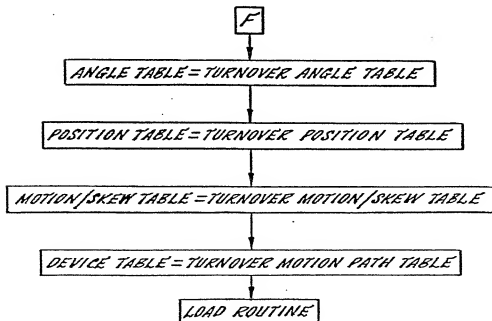 F
ANGLE TABLE = TURNOVER ANGLE TABLE
POSITION TABLE = TURNOVER POSITION TABLE
MOTION/SKEW TABLE = TURNOVER MOTION/SKEW TABLE
DEVICE TABLE = TURNOVER MOTION PATH TABLE
LOAD ROUTINE